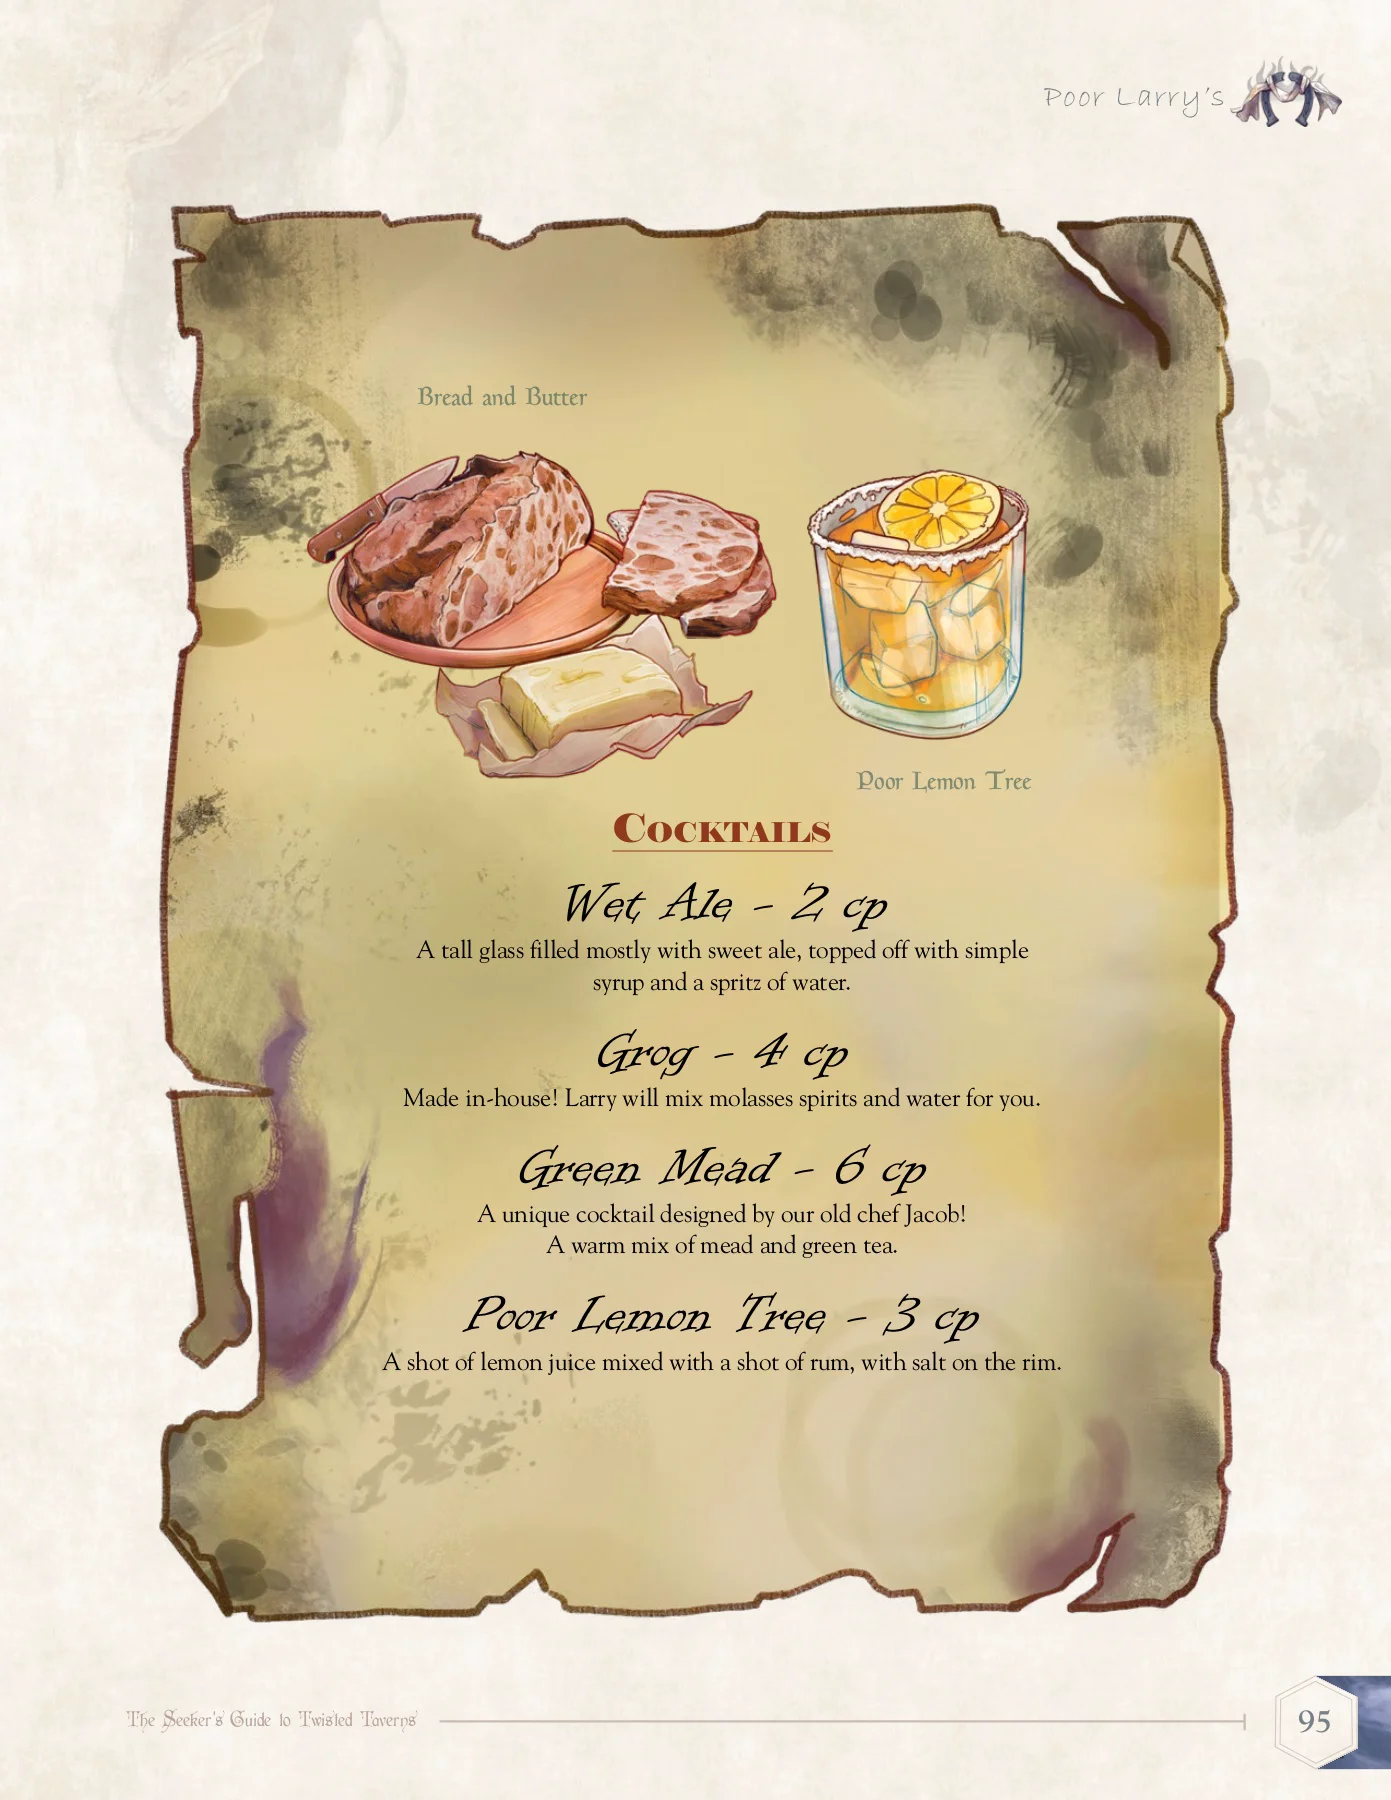 Poor Larry's
Bread and Butter
Poor Lemon Tree
Cocktails
Wet Ale - 2 cp
A tall glass filled mostly with sweet ale, topped off with simple
syrup and a spritz of water.
Grog - 4 cp
Made in-house! Larry will mix molasses spirits and water for you.
Green Mead - 6 cp
A unique cocktail designed by our old chef Jacob!
A warm mix of mead and green tea.
Poor Lemon Tree - 3 cp
A shot of lemon juice mixed with a shot of rum, with salt on the rim.
The Seeker's Guide to Twisted Taverns
95